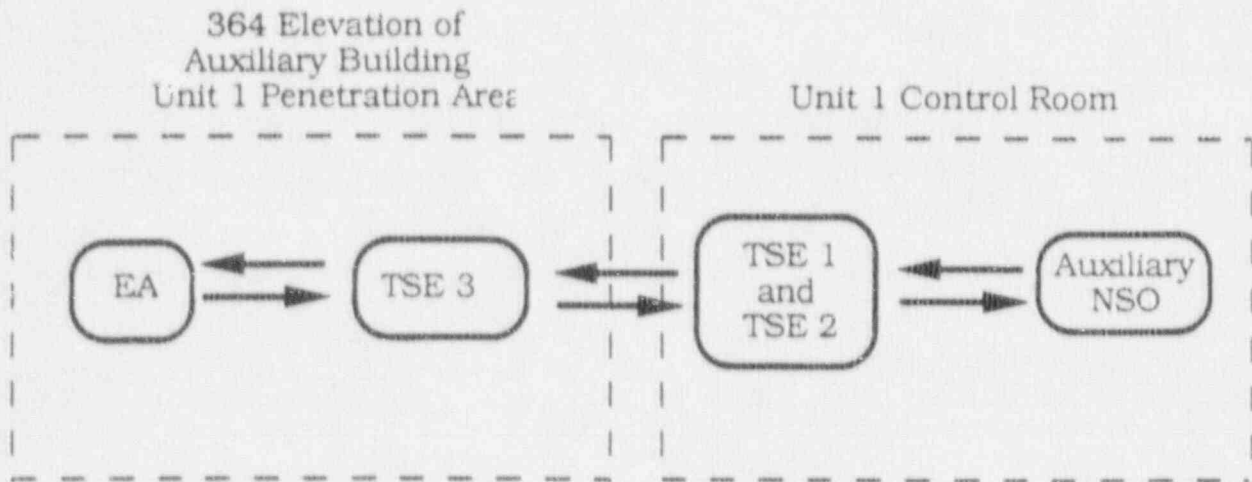 364 Elevation of
Auxiliary Building
Unit 1 Penetration Area
Unit 1 Control Room
EA
TSE 3
TSE 1
and
TSE 2
Auxiliary
NSO